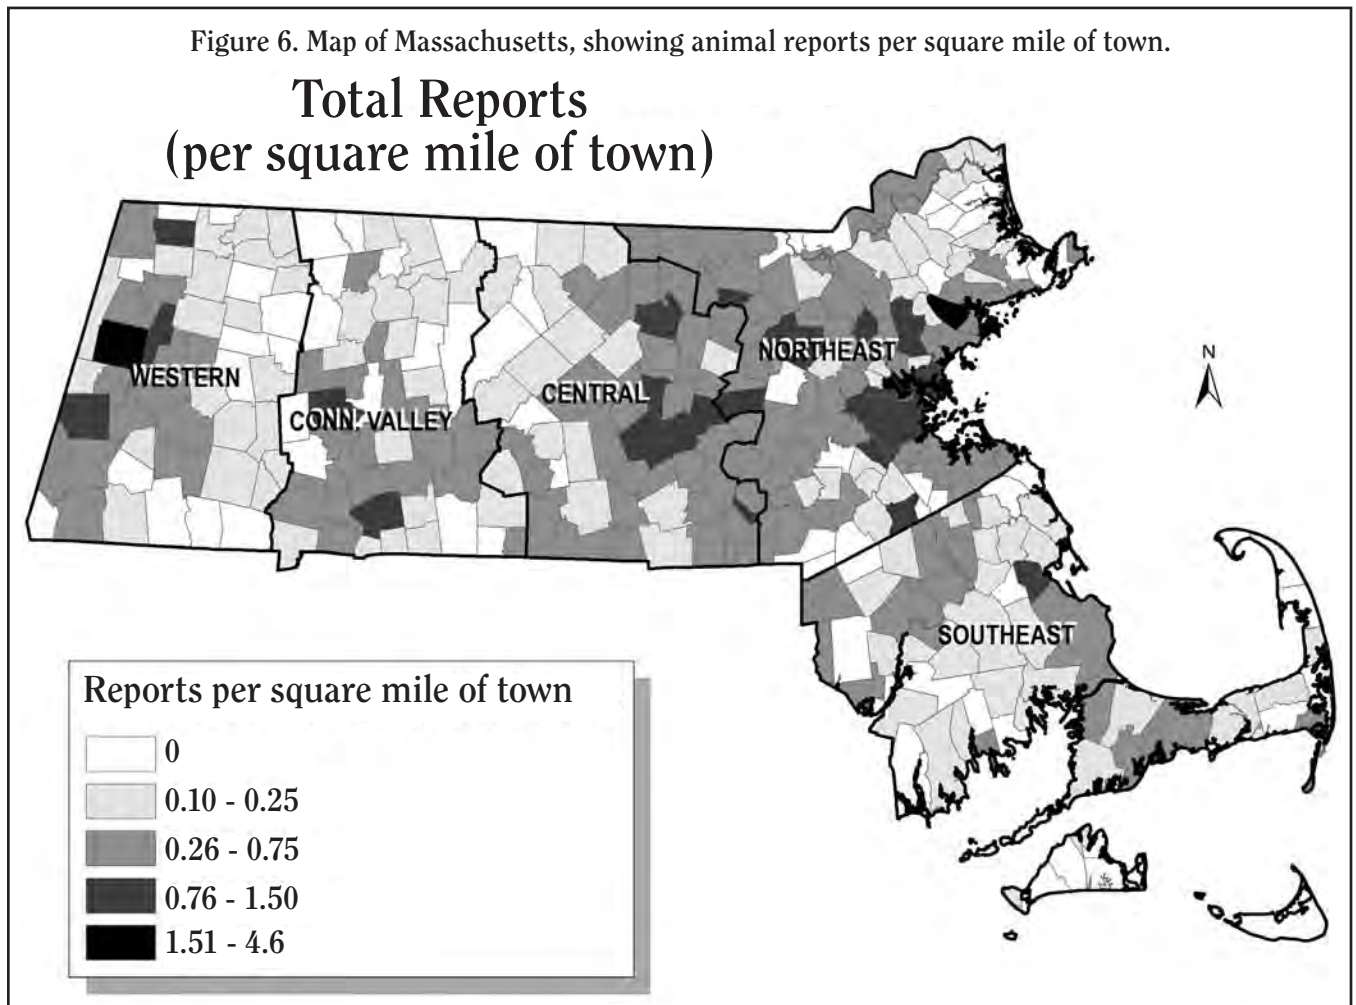 Figure 6. Map of Massachusetts, showing animal reports per square mile of town.
Total Reports
(per square mile of town)
N
NORTHEAST
WESTERN
CENTRAL
CONN. VALLEY
SOUTHEAST
Reports per square mile of town
0
0.10 - 0.25
0.26 - 0.75
0.76 - 1.50
1.51 - 4.6